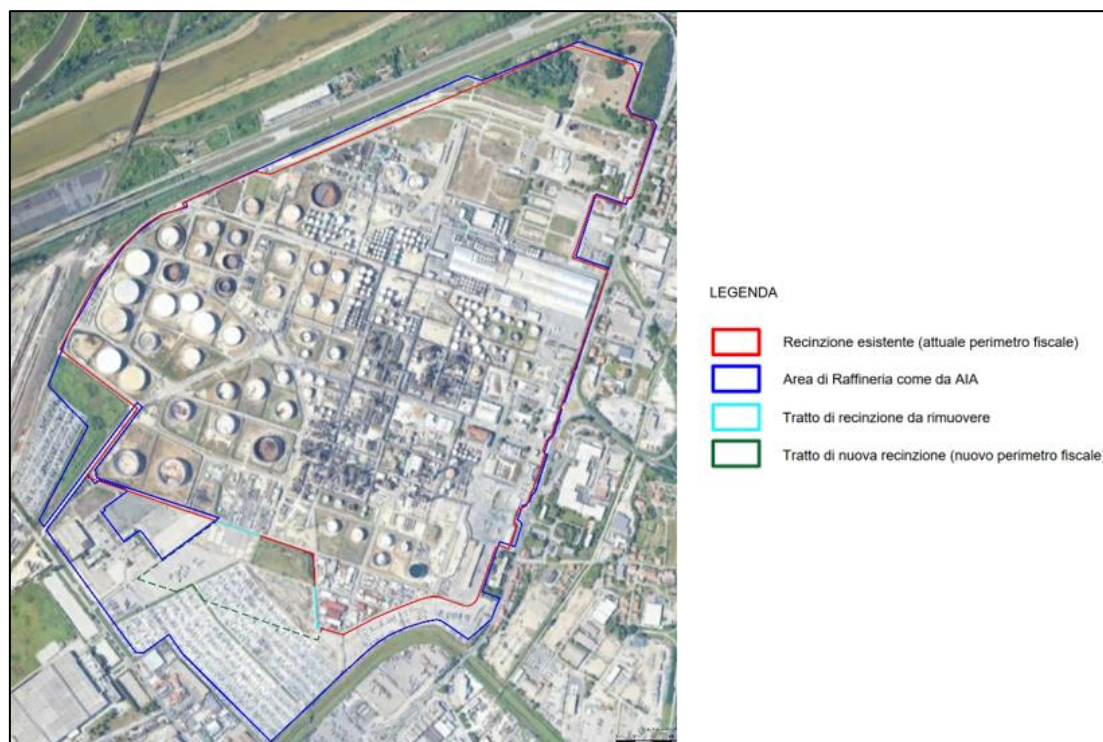 LEGENDA
Recinzione esistente (attuale perimetro fiscale)
Area di Raffineria come da AIA
Tratto di recinzione da rimuovere
Tratto di nuova recinzione (nuovo perimetro fiscale)